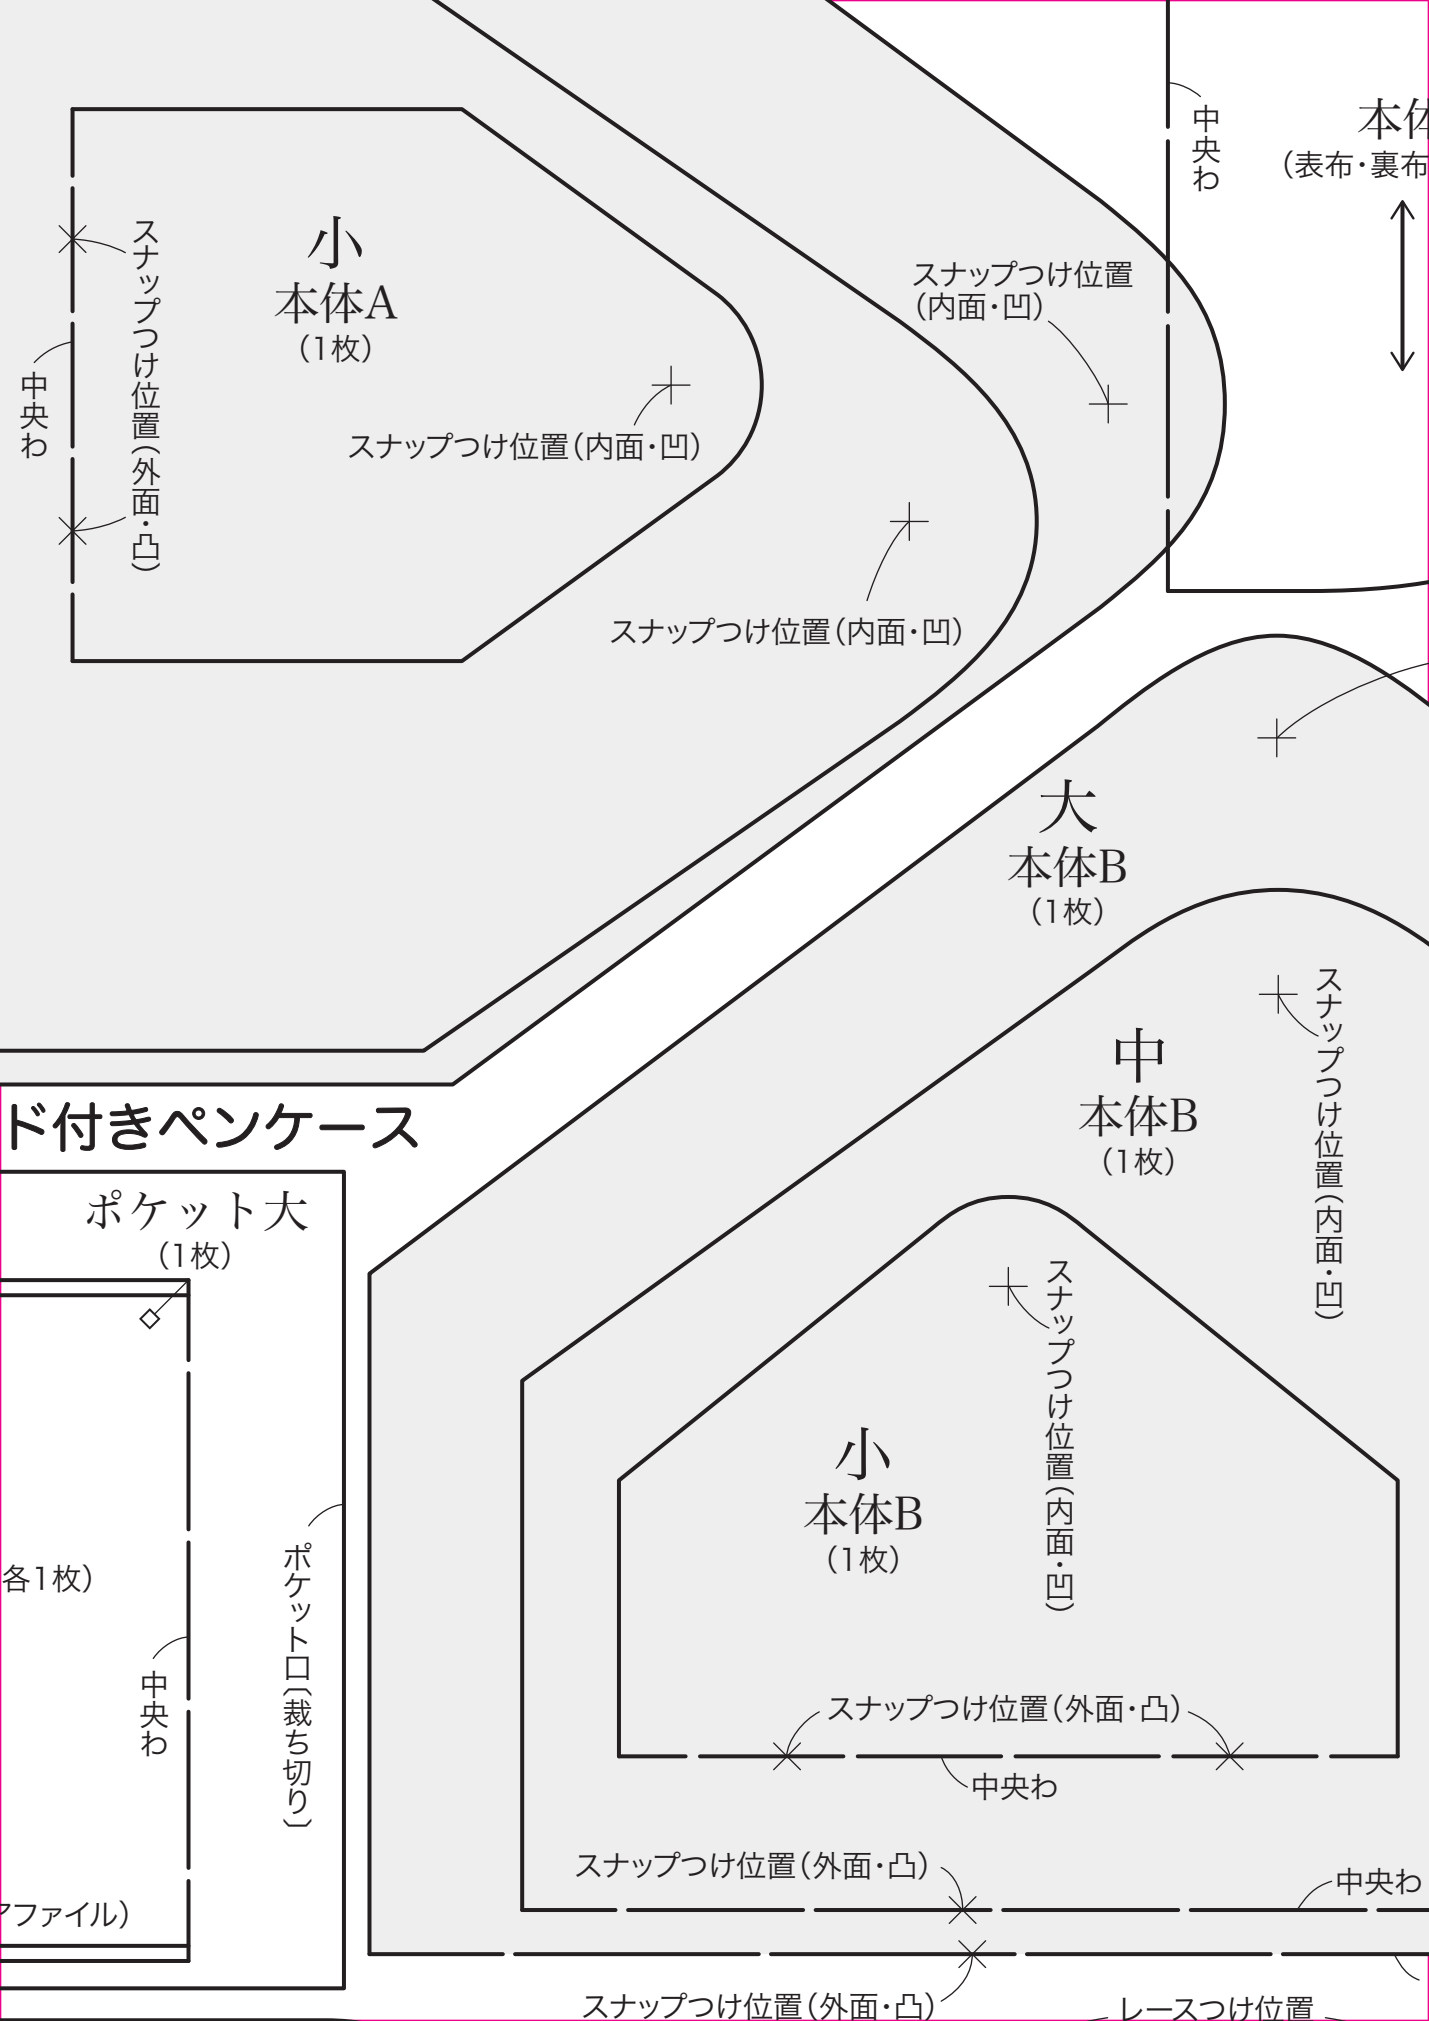 小
本体A
(1枚)
スナップつけ位置(外面・凸)
中央わ
スナップつけ位置(内面・凹)
スナップつけ位置(内面・凹)
スナップつけ位置
(内面・凹)
中央わ
本体
(表布・裏布
大
本体B
(1枚)
中
本体B
(1枚)
スナップつけ位置(内面・凹)
小
本体B
(1枚)
スナップつけ位置(内面・凹)
スナップつけ位置(外面・凸)
中央わ
スナップつけ位置(外面・凸)
中央わ
スナップつけ位置(外面・凸)
レースつけ位置
ド付きペンケース
ポケット大
(1枚)
各1枚)
中央わ
ポケット口(裁ち切り)
ファイル)